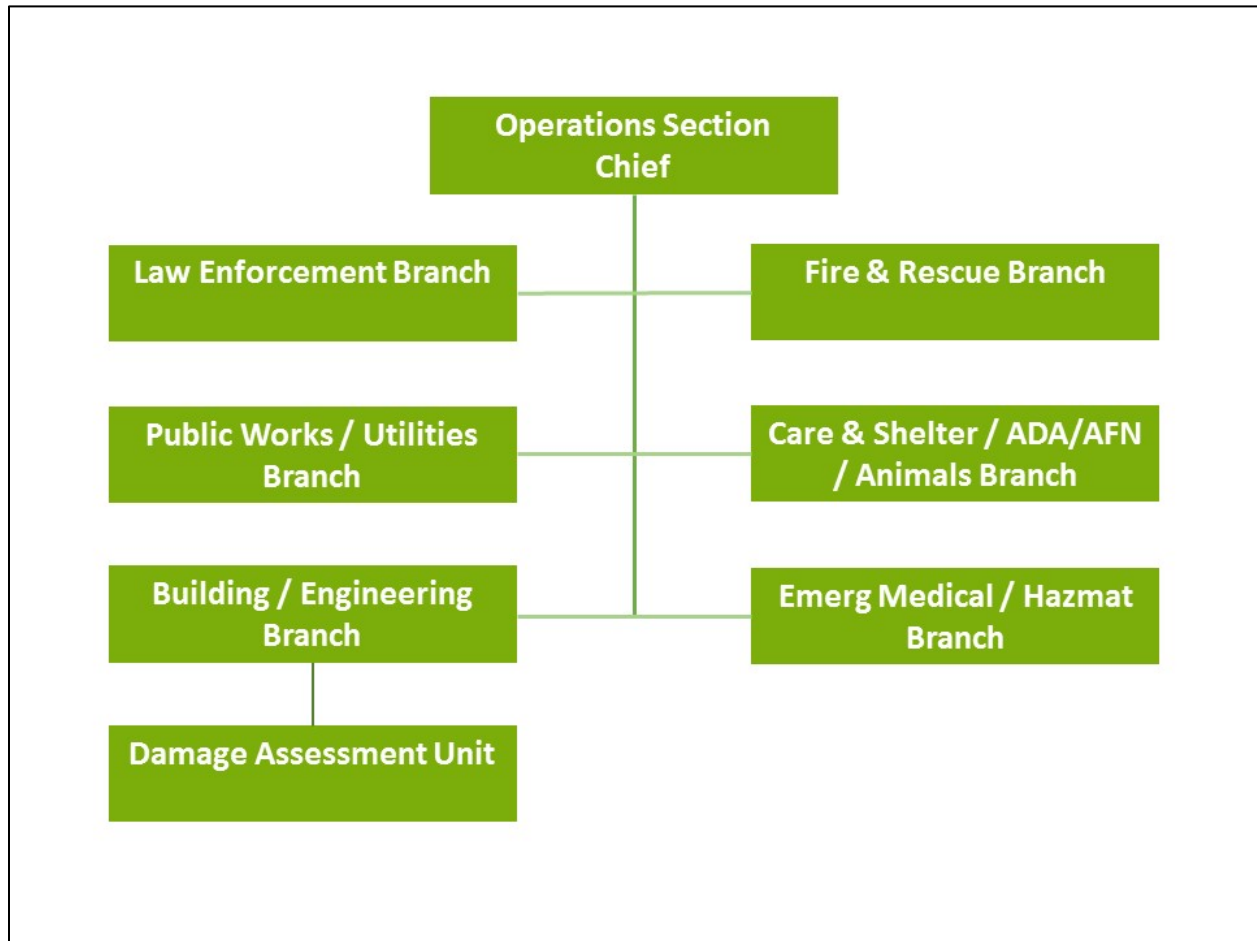 Operations Section
Chief
Law Enforcement Branch
Fire & Rescue Branch
Public Works / Utilities
Branch
Care & Shelter / ADA/AFN
/ Animals Branch
Building / Engineering
Branch
Emerg Medical / Hazmat
Branch
Damage Assessment Unit